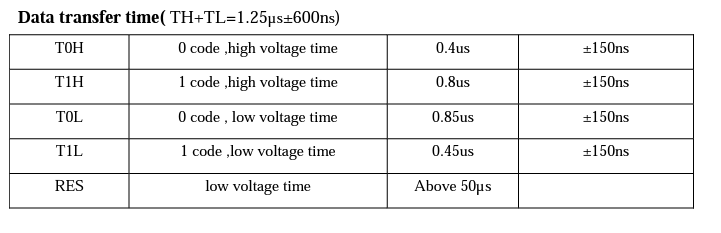 Data transfer time( TH+TL=1.25μs±600ns)
T0H 0 code ,high voltage time 0.4us ±150ns
T1H 1 code ,high voltage time 0.8us ±150ns
T0L 0 code , low voltage time 0.85us ±150ns
T1L 1 code ,low voltage time 0.45us ±150ns
RES low voltage time Above 50μs